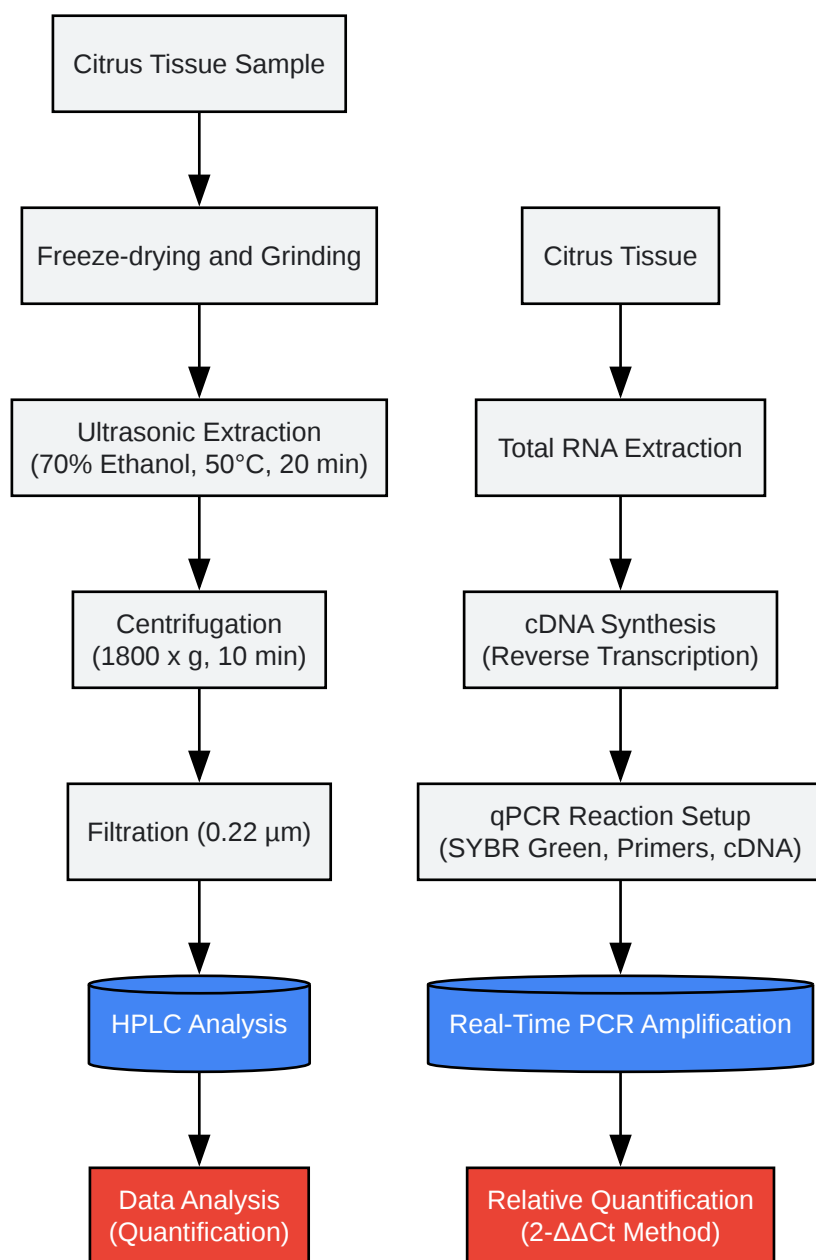 Citrus Tissue Sample
Freeze-drying and Grinding
Ultrasonic Extraction
(70% Ethanol, 50°C, 20 min)
Centrifugation
(1800 x g, 10 min)
Filtration (0.22 µm)
HPLC Analysis
Data Analysis
(Quantification)
Citrus Tissue
Total RNA Extraction
cDNA Synthesis
(Reverse Transcription)
qPCR Reaction Setup
(SYBR Green, Primers, cDNA)
Real-Time PCR Amplification
Relative Quantification
(2-ΔΔCt Method)